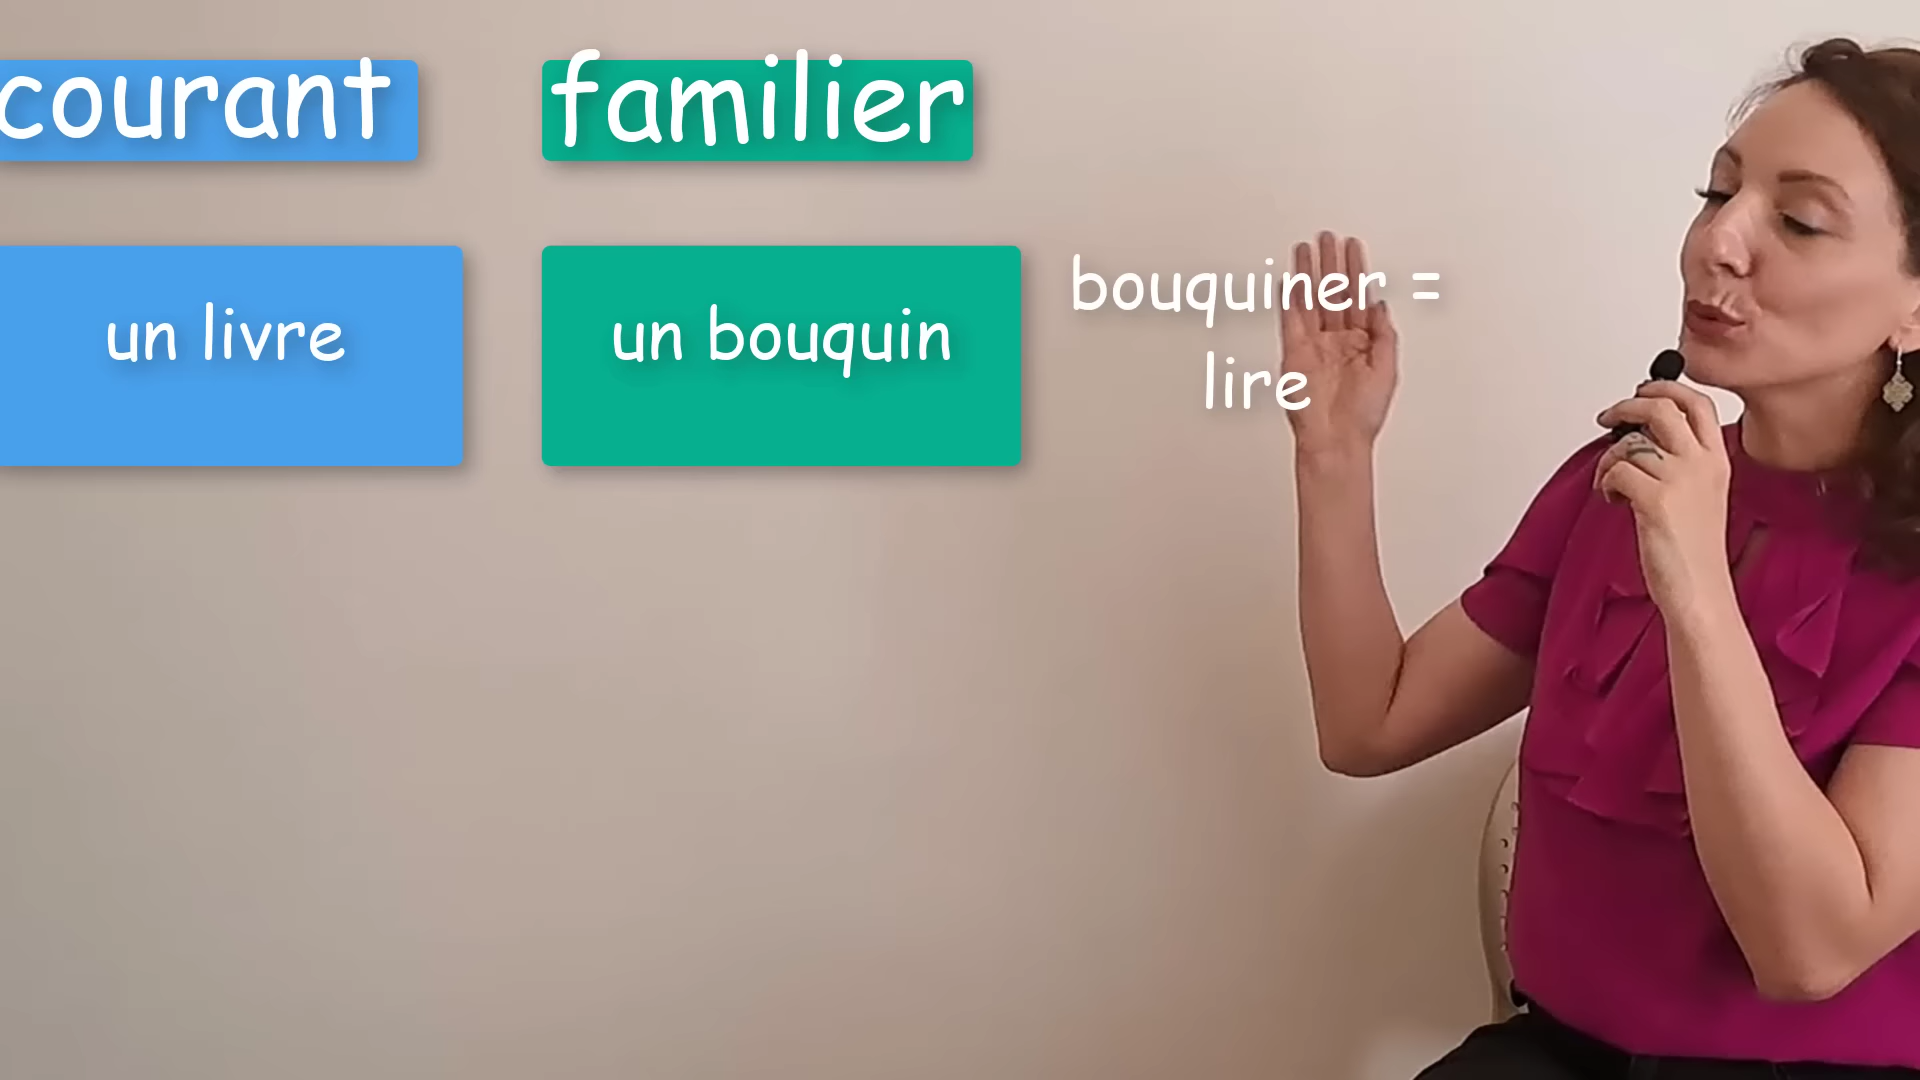 courant
familier
un livre
un bouquin
bouquiner =
lire